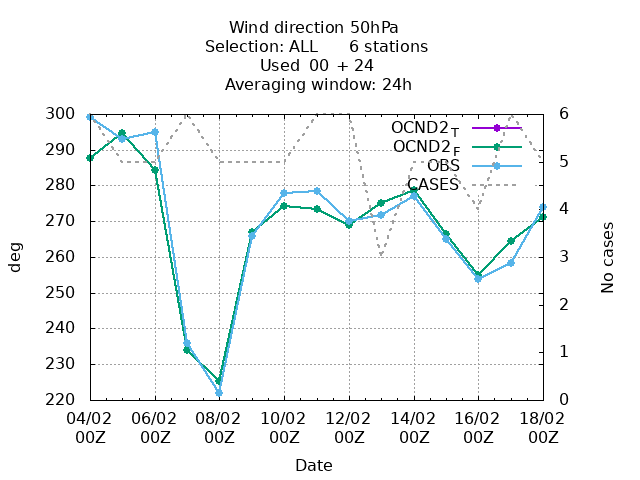 Wind direction 50hPa
Selection: ALL      6 stations
Used 00 + 24
Averaging window: 24h
300
290
280
270
260
250
240
230
220
deg
6
5
4
3
2
1
0
No cases
OCND2_T
OCND2_F
OBS
CASES
04/02 06/02 08/02 10/02 12/02 14/02 16/02 18/02
00Z 00Z 00Z 00Z 00Z 00Z 00Z 00Z
Date